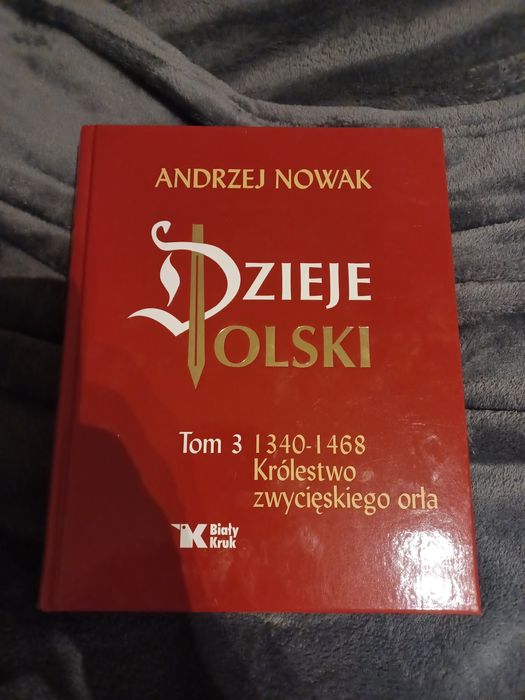 ANDRZEJ NOWAK
DZIEJE
POLSKI
Tom 3 1340-1468
Królestwo
zwycięskiego orła
Biały
Kruk